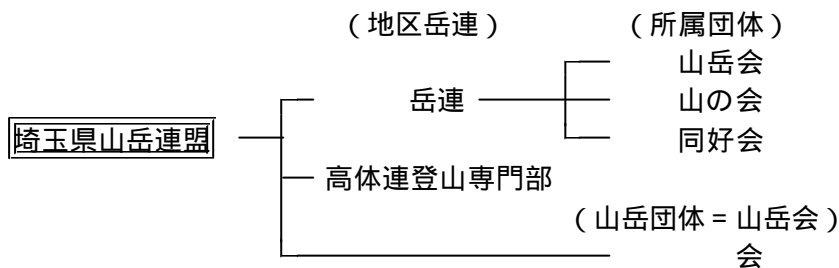 (地区岳連) (所属団体)
山岳会
岳連 山の会
埼玉県山岳連盟 同好会
高体連登山専門部
(山岳団体=山岳会)
会